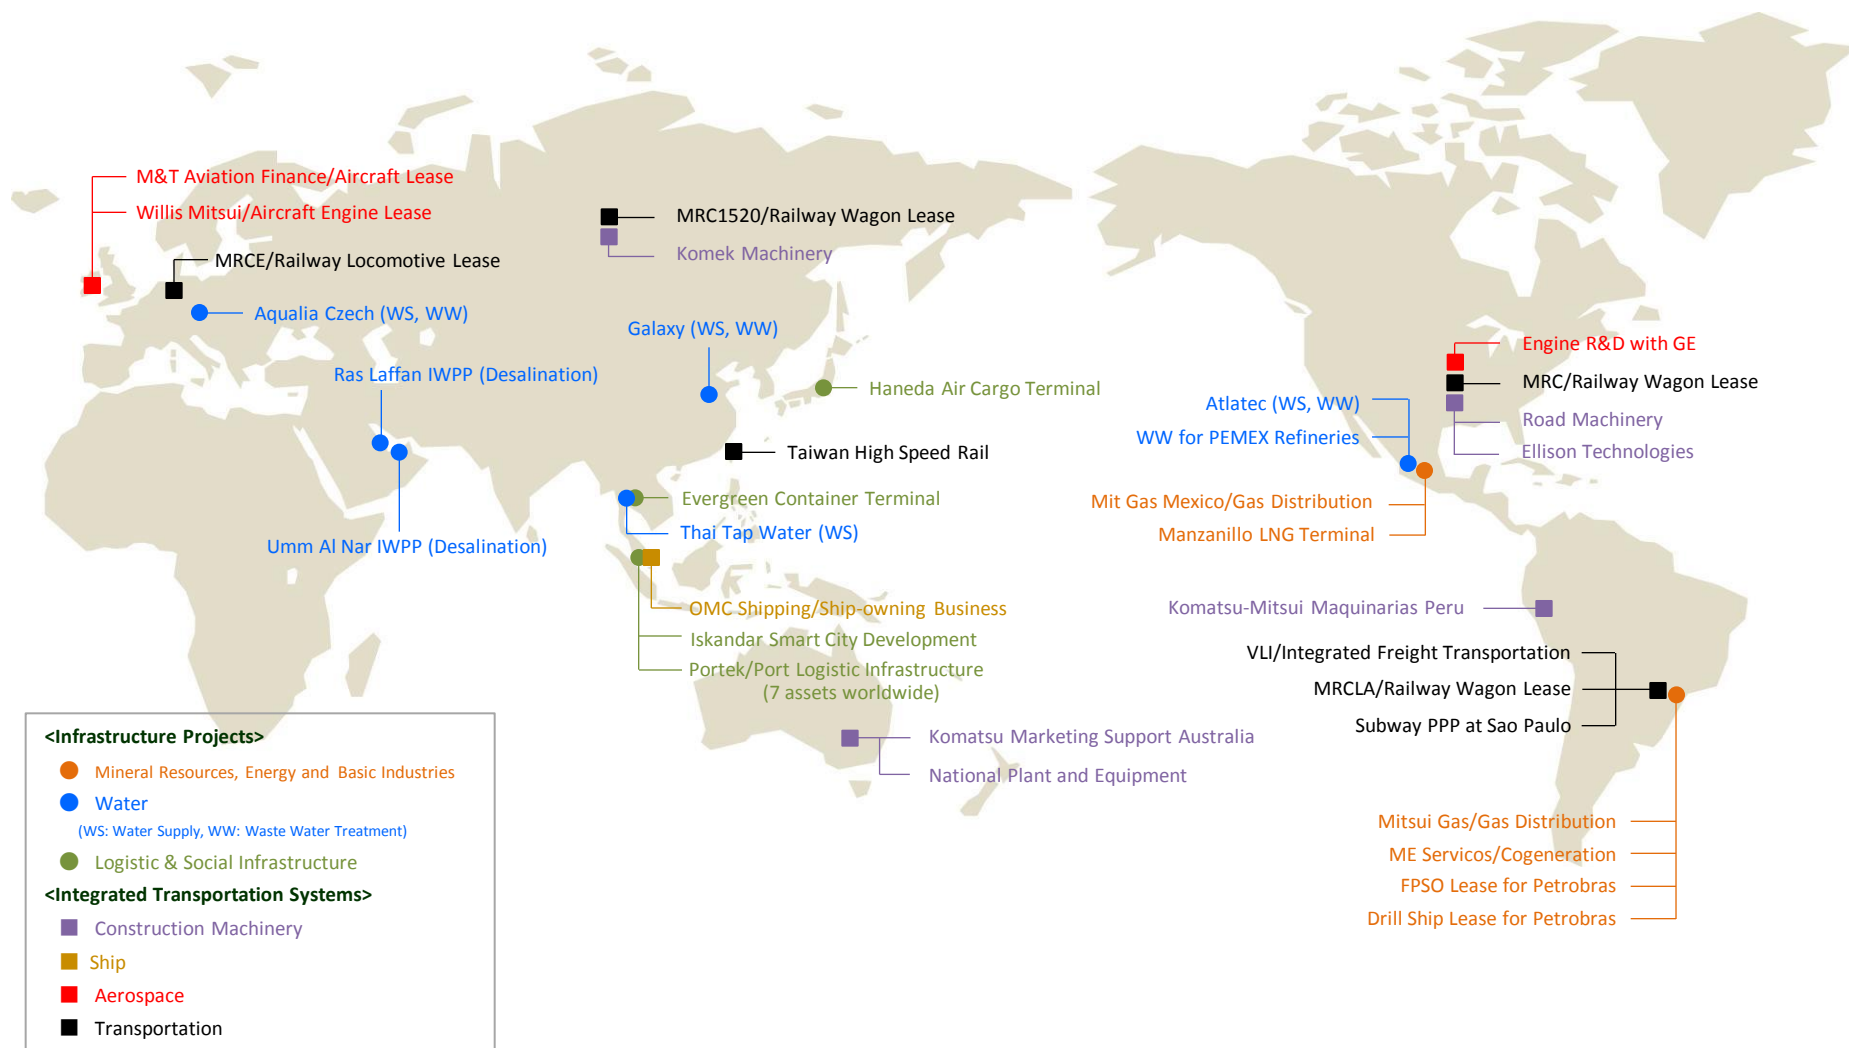 M&T Aviation Finance/Aircraft Lease
Willis Mitsui/Aircraft Engine Lease
MRCE/Railway Locomotive Lease
Aqualia Czech (WS, WW)
MRC1520/Railway Wagon Lease
Komek Machinery
Galaxy (WS, WW)
Ras Laffan IWPP (Desalination)
Haneda Air Cargo Terminal
Taiwan High Speed Rail
Evergreen Container Terminal
Thai Tap Water (WS)
Umm Al Nar IWPP (Desalination)
OMC Shipping/Ship-owning Business
Iskandar Smart City Development
Portek/Port Logistic Infrastructure
(7 assets worldwide)
Komatsu Marketing Support Australia
National Plant and Equipment
Engine R&D with GE
MRC/Railway Wagon Lease
Road Machinery
Ellison Technologies
Atlatec (WS, WW)
WW for PEMEX Refineries
Mit Gas Mexico/Gas Distribution
Manzanillo LNG Terminal
Komatsu-Mitsui Maquinarias Peru
VLI/Integrated Freight Transportation
MRCLA/Railway Wagon Lease
Subway PPP at Sao Paulo
Mitsui Gas/Gas Distribution
ME Servicos/Cogeneration
FPSO Lease for Petrobras
Drill Ship Lease for Petrobras
<Infrastructure Projects>
Mineral Resources, Energy and Basic Industries
Water
(WS: Water Supply, WW: Waste Water Treatment)
Logistic & Social Infrastructure
<Integrated Transportation Systems>
Construction Machinery
Ship
Aerospace
Transportation